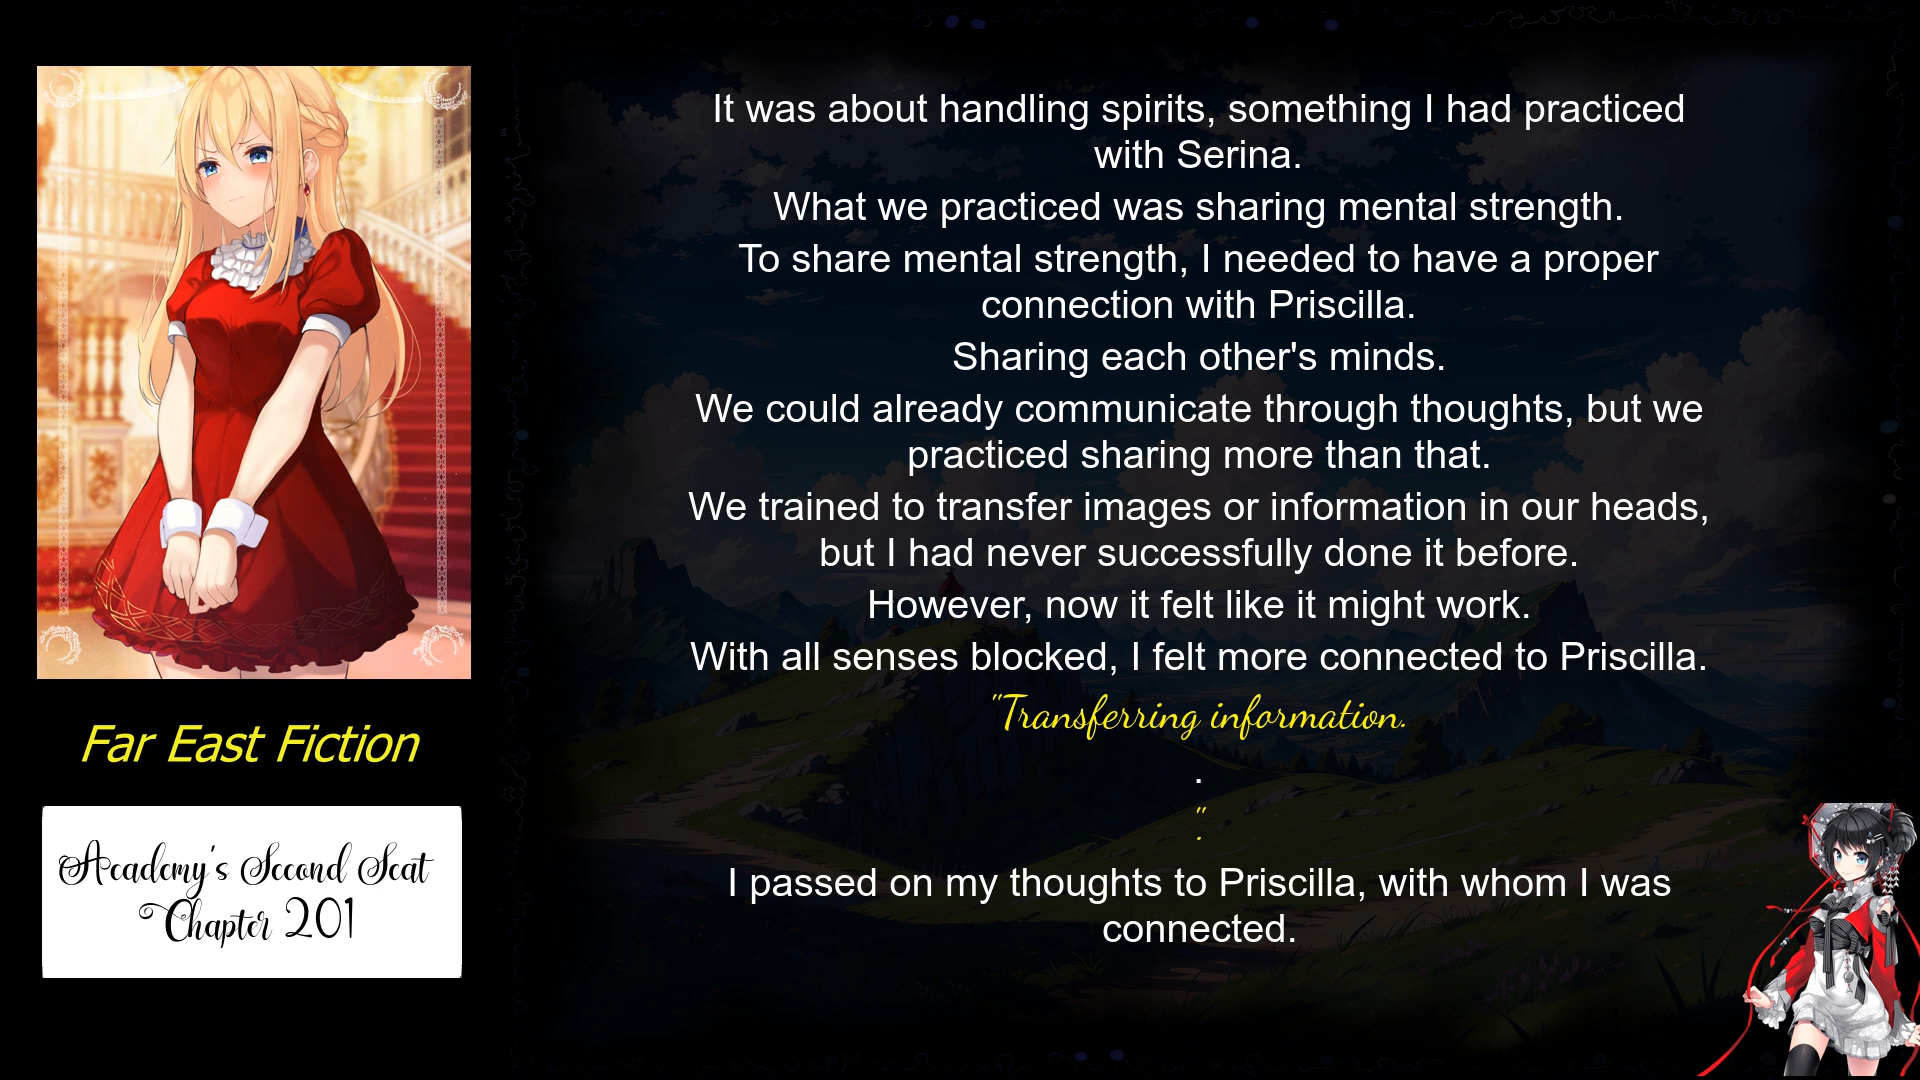 It was about handling spirits, something I had practiced
with Serina.
What we practiced was sharing mental strength.
To share mental strength, I needed to have a proper
connection with Priscilla.
Sharing each other's minds.
We could already communicate through thoughts, but we
practiced sharing more than that.
We trained to transfer images or information in our heads,
but I had never successfully done it before.
However, now it felt like it might work.
With all senses blocked, I felt more connected to Priscilla.
"Transferring information.
.
".
I passed on my thoughts to Priscilla, with whom I was
connected.
Far East Fiction
Academy's Second Seat
Chapter 201